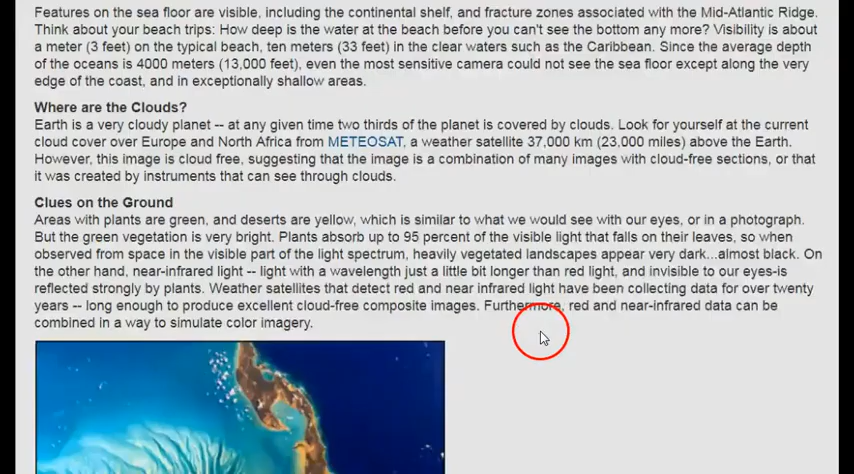 Features on the sea floor are visible, including the continental shelf, and fracture zones associated with the Mid-Atlantic Ridge.
Think about your beach trips: How deep is the water at the beach before you can't see the bottom any more? Visibility is about
a meter (3 feet) on the typical beach, ten meters (33 feet) in the clear waters such as the Caribbean. Since the average depth
of the oceans is 4000 meters (13,000 feet), even the most sensitive camera could not see the sea floor except along the very
edge of the coast, and in exceptionally shallow areas.
Where are the Clouds?
Earth is a very cloudy planet -- at any given time two thirds of the planet is covered by clouds. Look for yourself at the current
cloud cover over Europe and North Africa from METEOSAT, a weather satellite 37,000 km (23,000 miles) above the Earth.
However, this image is cloud free, suggesting that the image is a combination of many images with cloud-free sections, or that
it was created by instruments that can see through clouds.
Clues on the Ground
Areas with plants are green, and deserts are yellow, which is similar to what we would see with our eyes, or in a photograph.
But the green vegetation is very bright. Plants absorb up to 95 percent of the visible light that falls on their leaves, so when
observed from space in the visible part of the light spectrum, heavily vegetated landscapes appear very dark...almost black. On
the other hand, near-infrared light -- light with a wavelength just a little bit longer than red light, and invisible to our eyes-is
reflected strongly by plants. Weather satellites that detect red and near infrared light have been collecting data for over twenty
years -- long enough to produce excellent cloud-free composite images. Furthermore, red and near-infrared data can be
combined in a way to simulate color imagery.